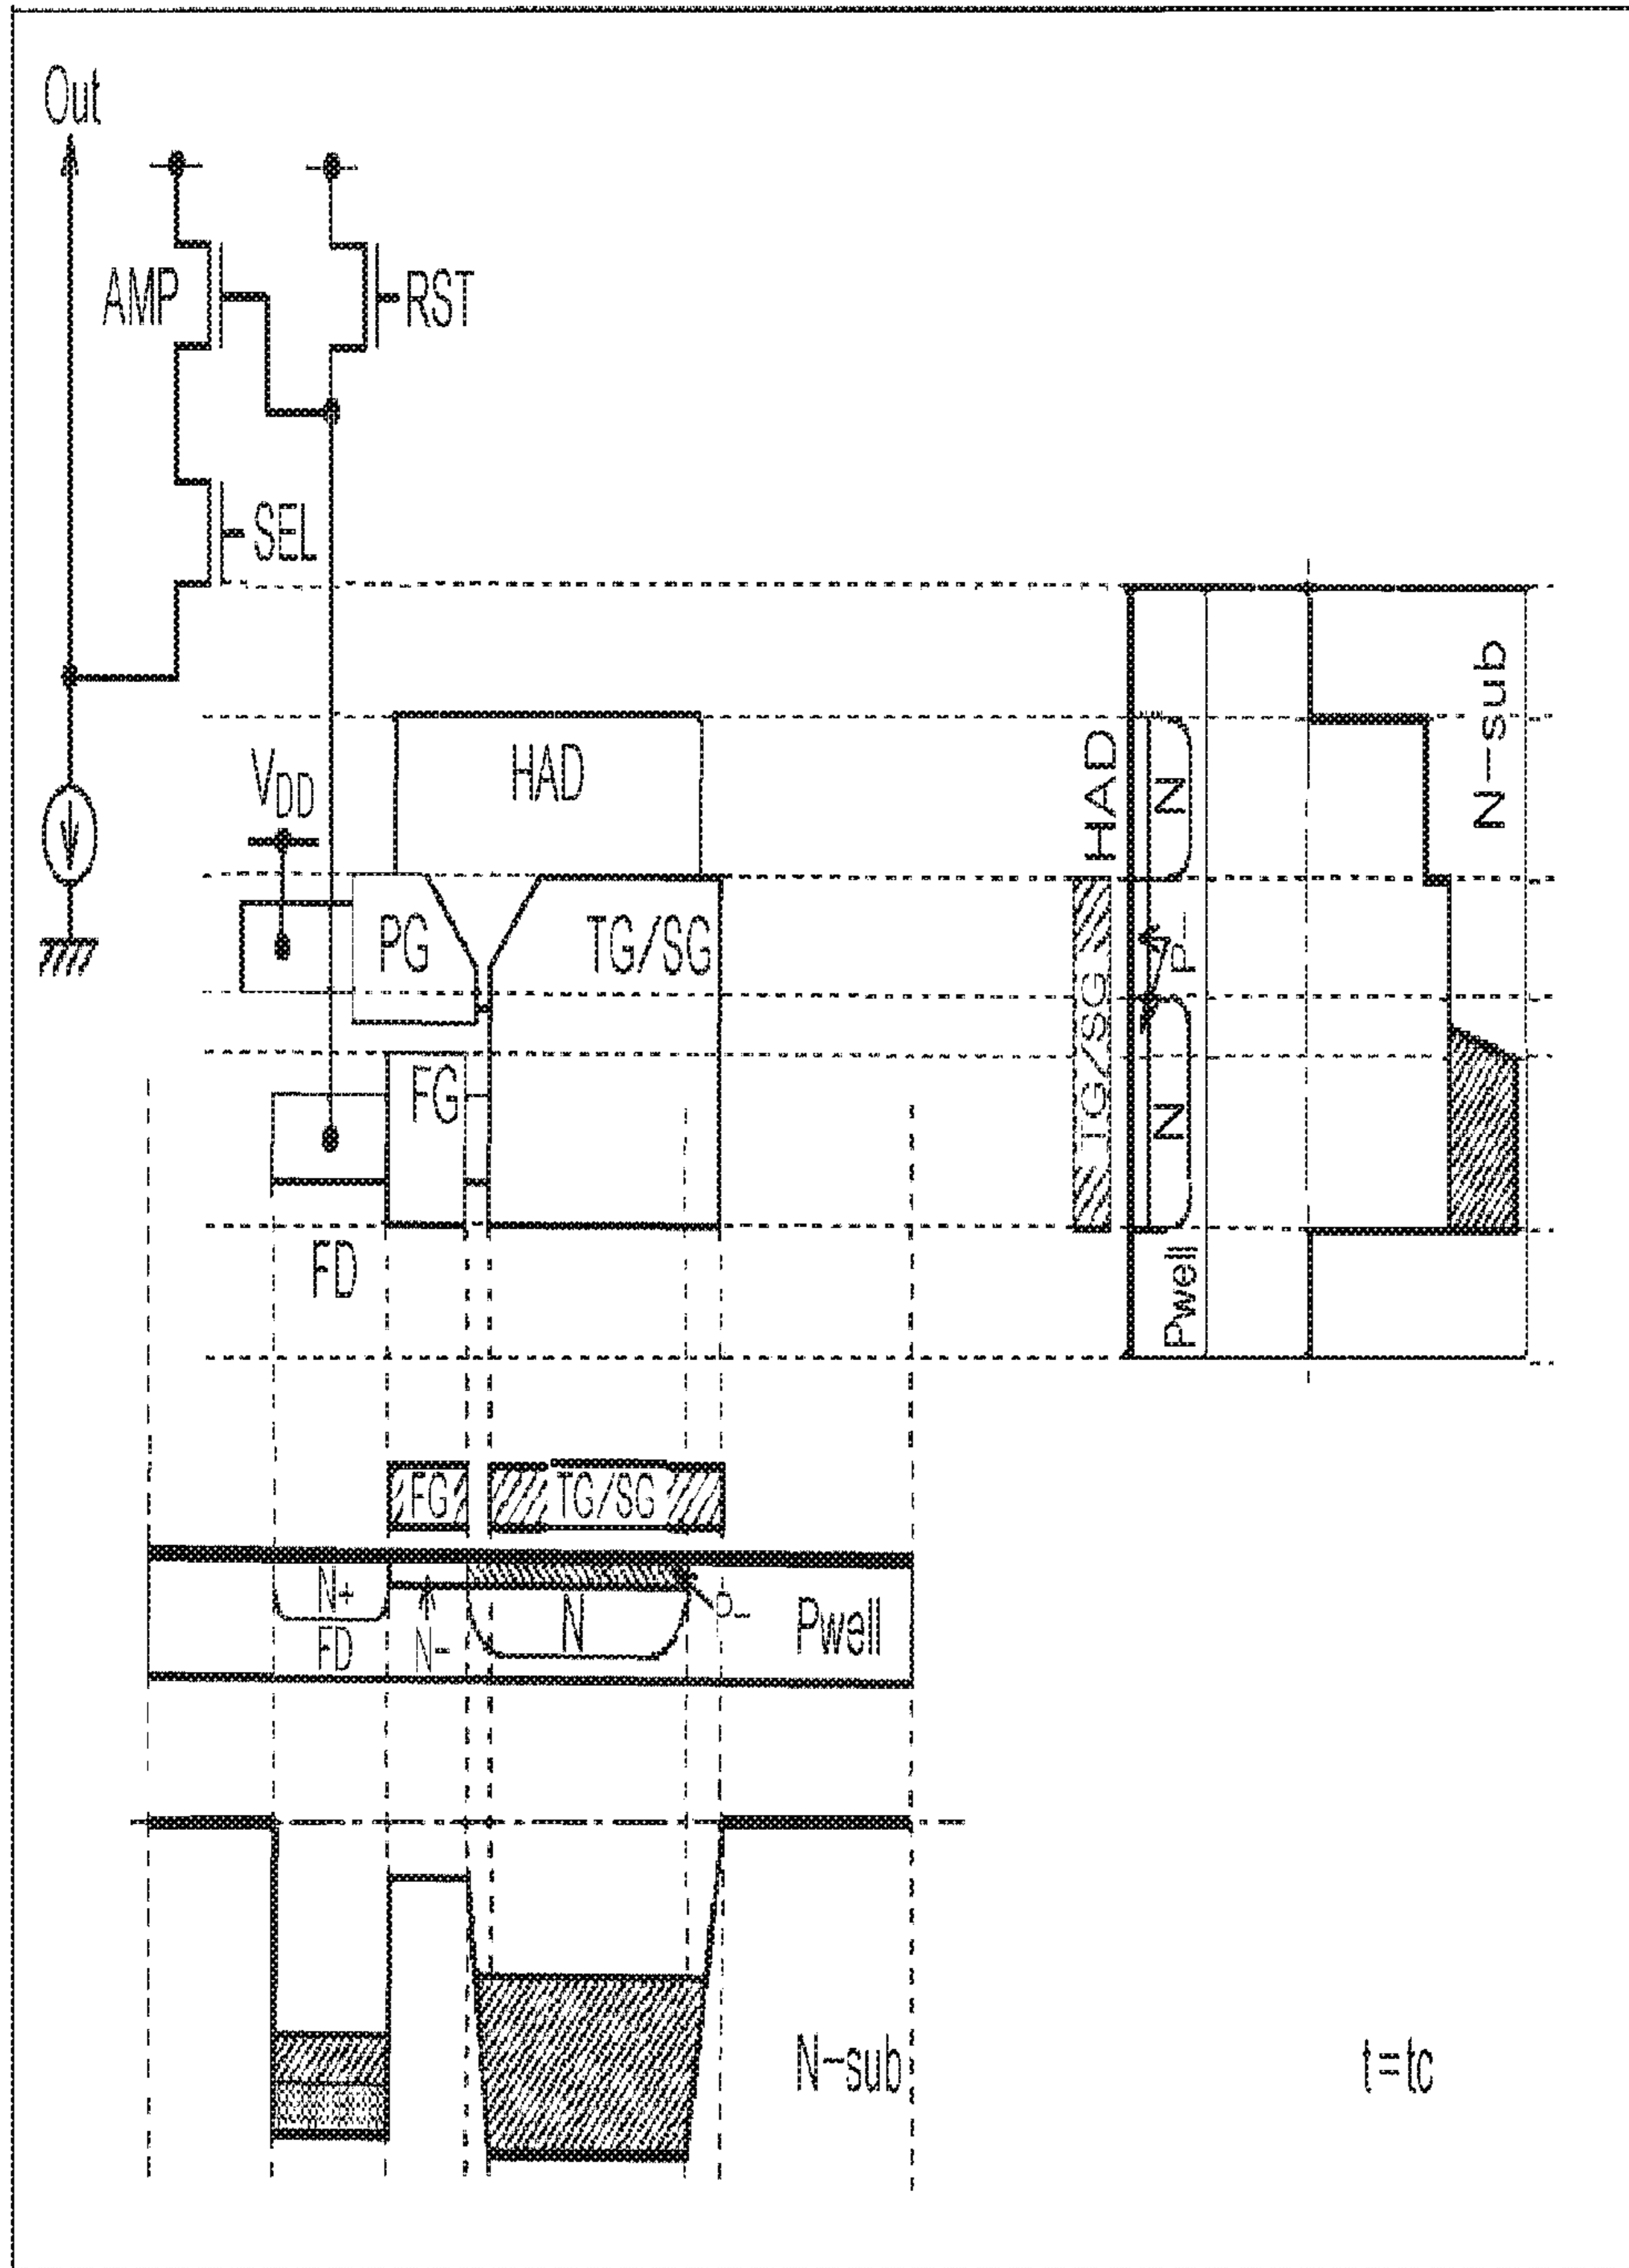 Out
AMP
RST
SEL
V_DD
HAD
PG
TG/SG
FG
FD
HAD
TG/SG
N
P-
N
Pwell
N-sub
FG
TG/SG
N+
FD
N-
N
P-
Pwell
N-sub
t=tc